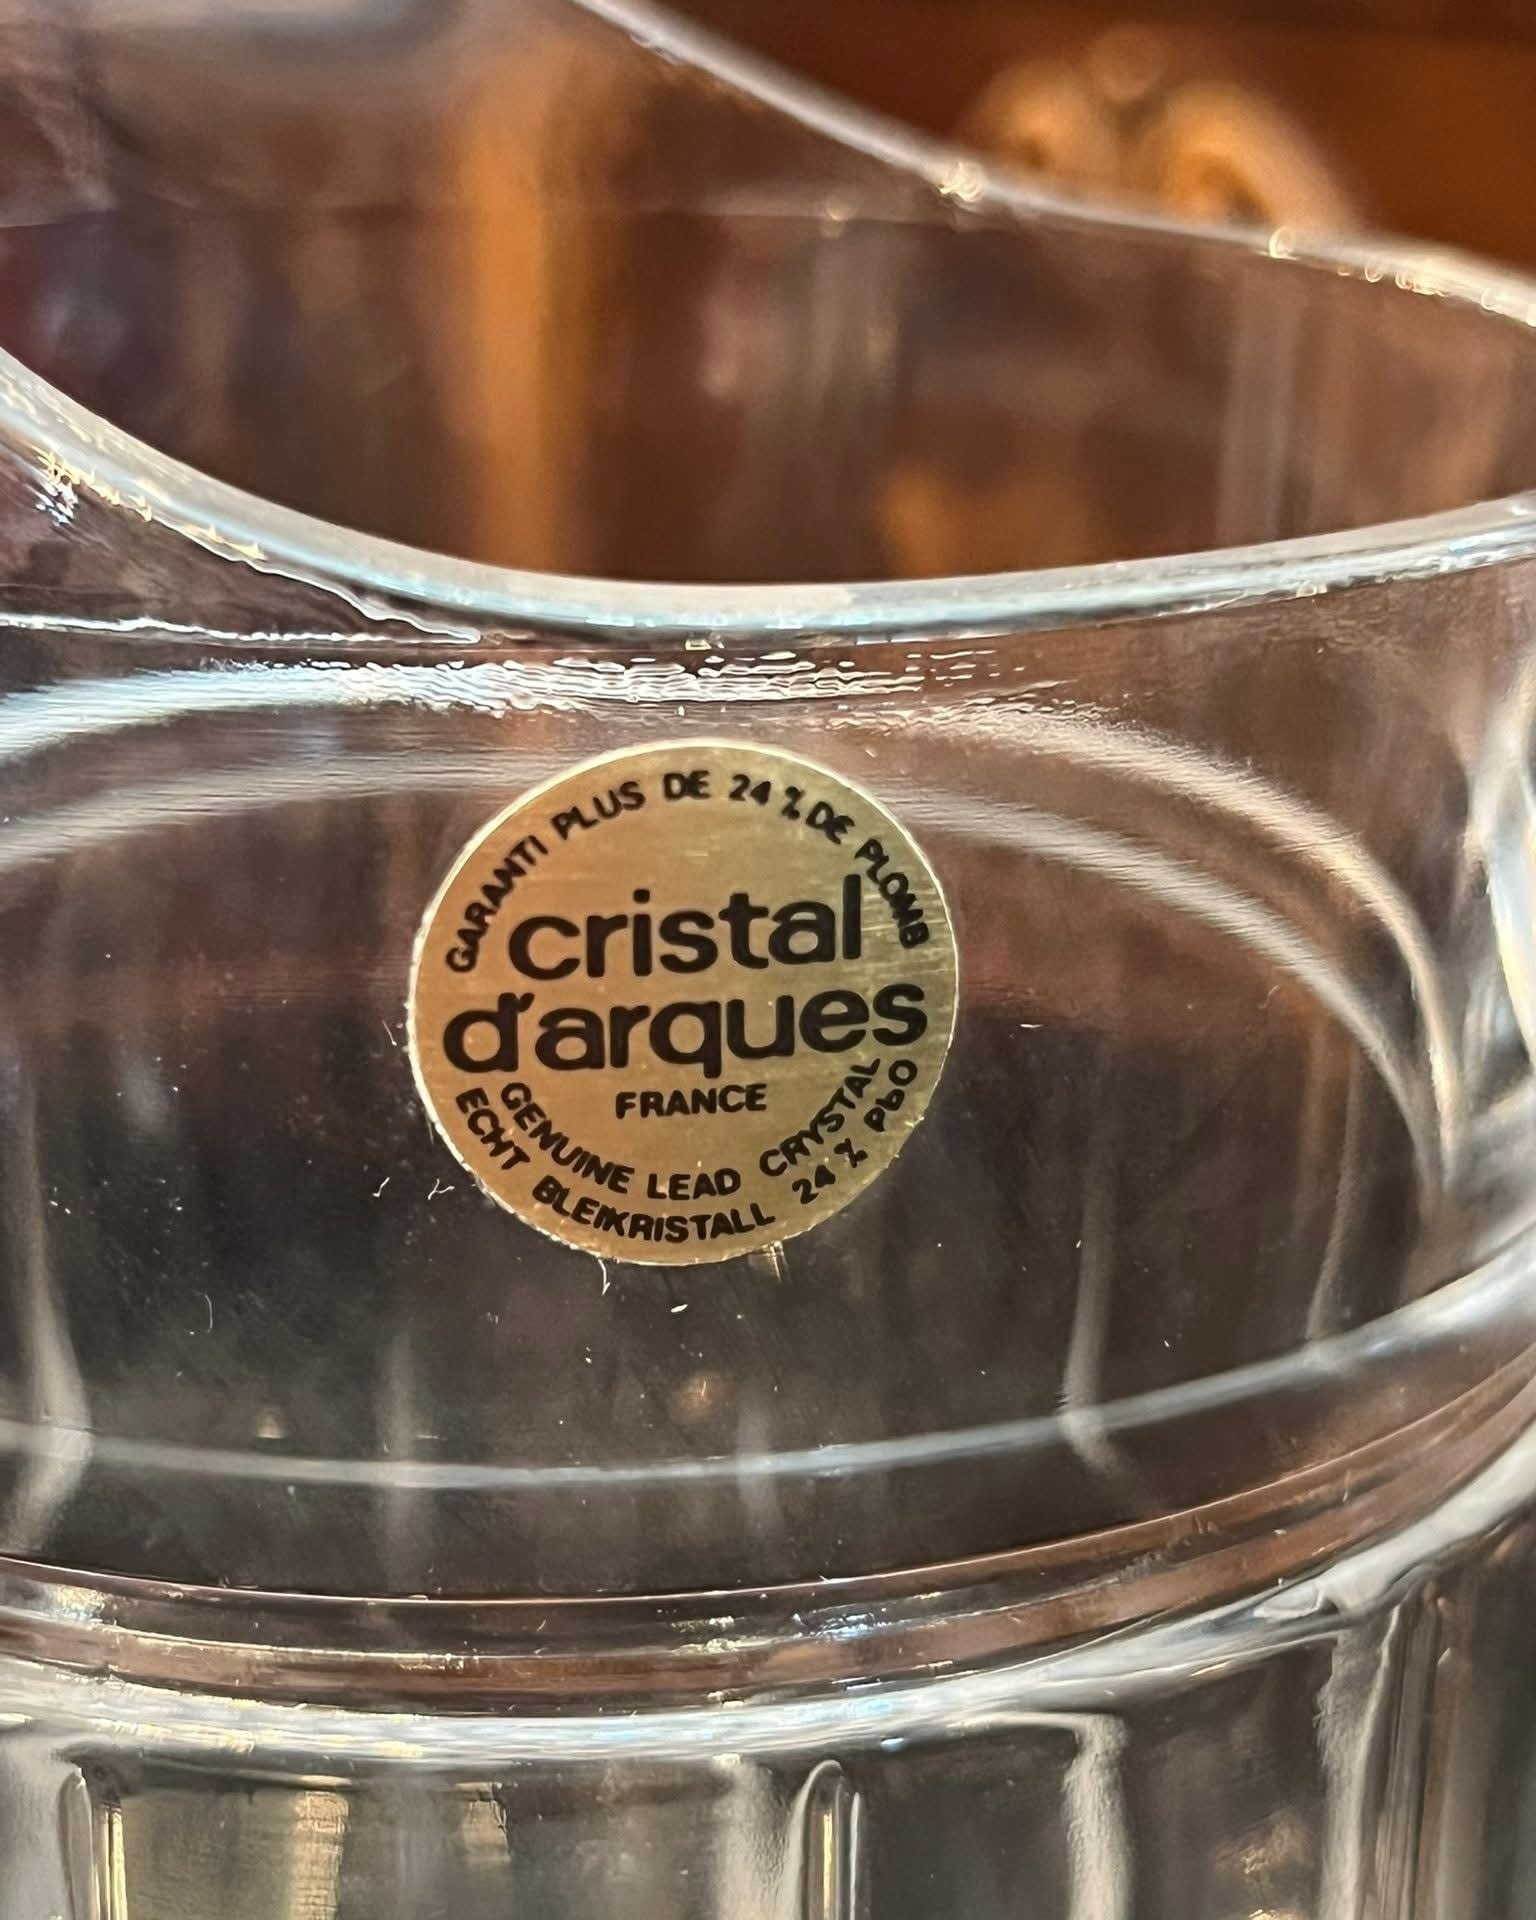 GARANTI PLUS DE 24 % DE PLOMB
cristal
d'arques
FRANCE
GENUINE LEAD CRYSTAL
ECHT BLEIKRISTALL 24 % PbO